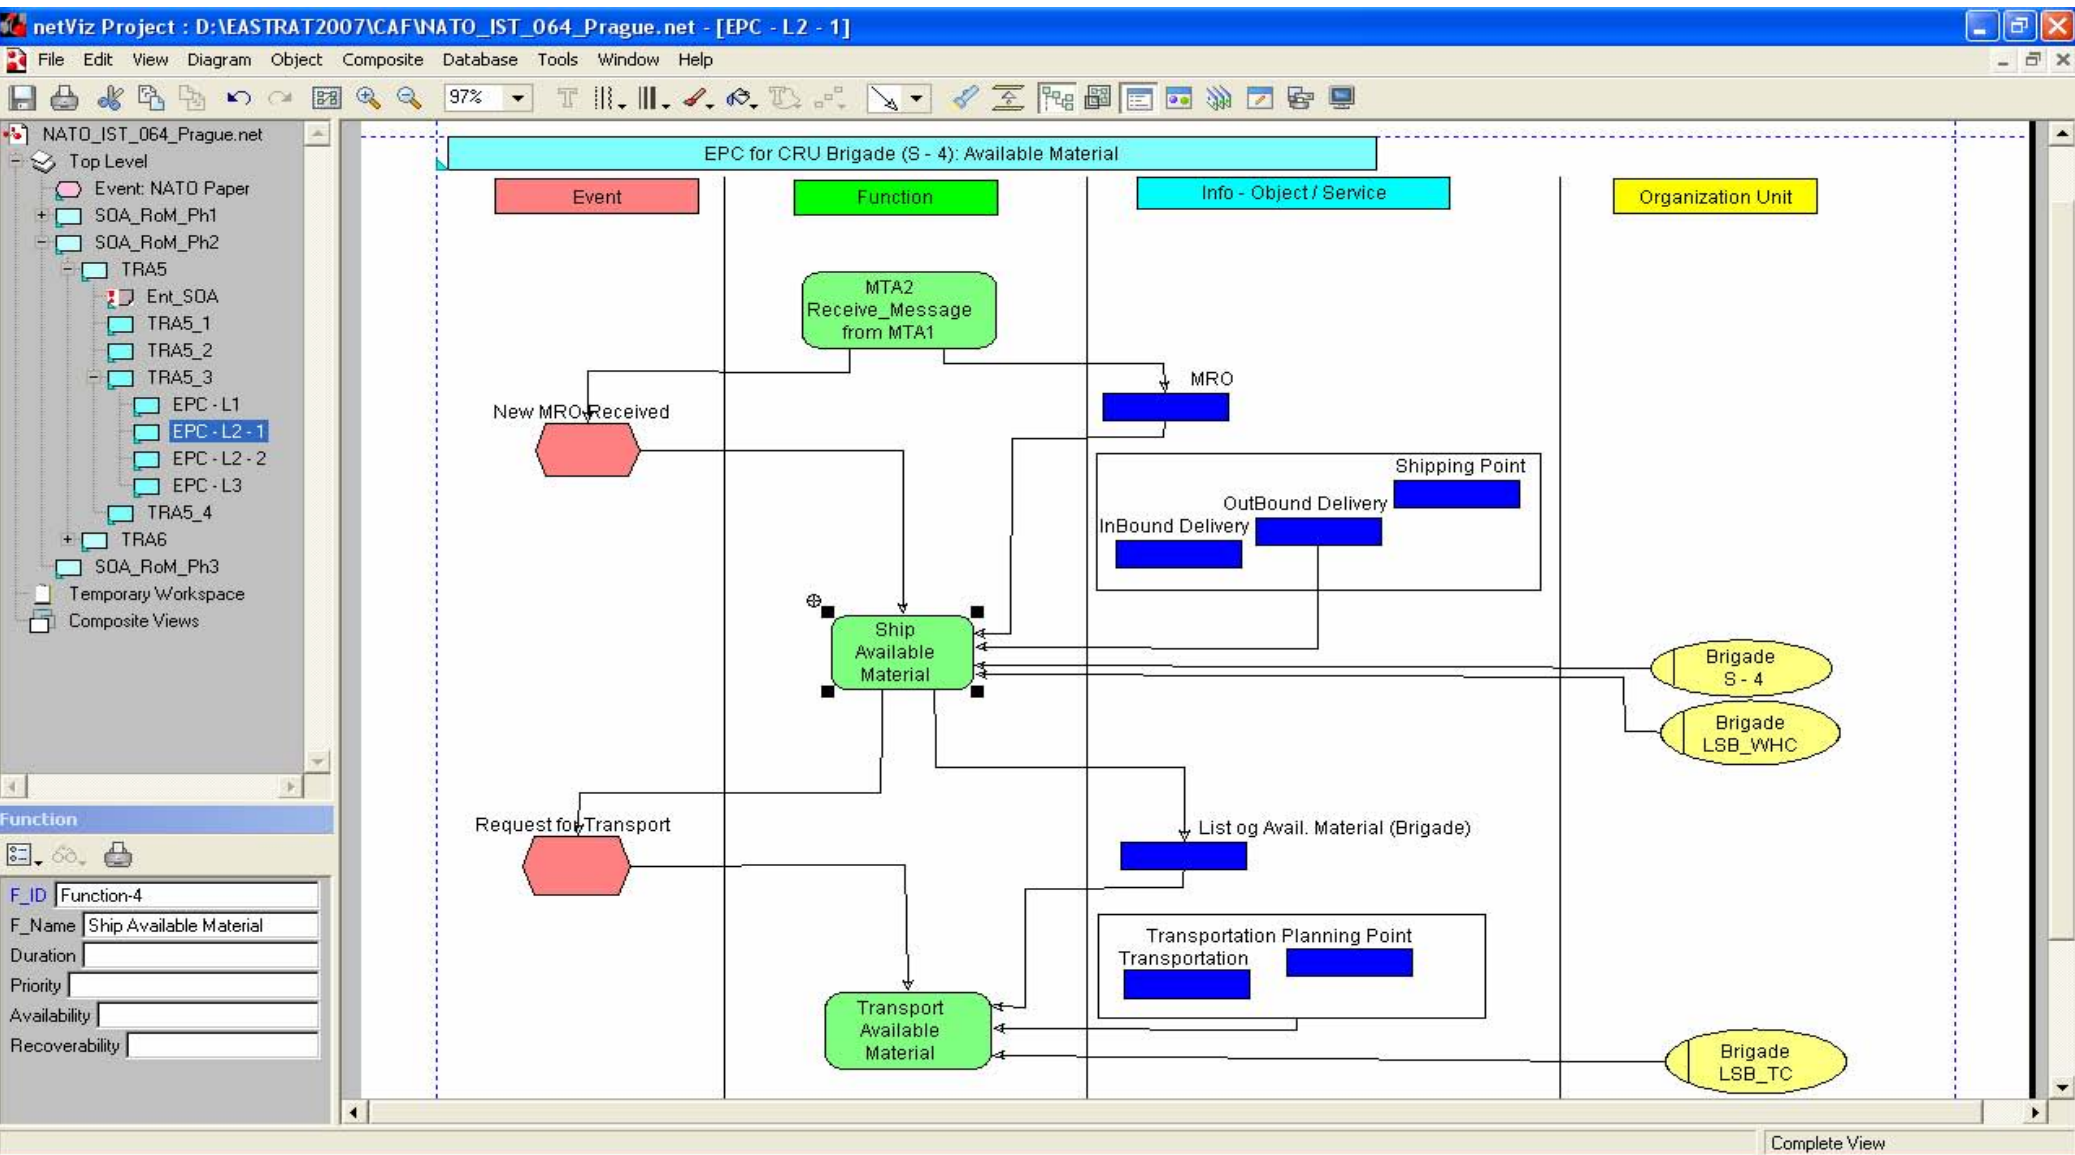 netViz Project : D:\EASTRAT2007\CAF\NATO_IST_064_Prague.net - [EPC - L2 - 1]
File Edit View Diagram Object Composite Database Tools Window Help
97%
NATO_IST_064_Prague.net
Top Level
Event: NATO Paper
SOA_RoM_Ph1
SOA_RoM_Ph2
TRA5
Ent_SOA
TRA5_1
TRA5_2
TRA5_3
EPC - L1
EPC - L2 - 1
EPC - L2 - 2
EPC - L3
TRA5_4
TRA6
SOA_RoM_Ph3
Temporary Workspace
Composite Views
Function
F_ID Function-4
F_Name Ship Available Material
Duration
Priority
Availability
Recoverability
EPC for CRU Brigade (S - 4): Available Material
Event
Function
Info - Object / Service
Organization Unit
MTA2
Receive_Message
from MTA1
MRO
New MRO Received
Shipping Point
OutBound Delivery
InBound Delivery
Ship
Available
Material
Brigade
S - 4
Brigade
LSB_WHC
Request for Transport
List og Avail. Material (Brigade)
Transportation Planning Point
Transportation
Transport
Available
Material
Brigade
LSB_TC
Complete View